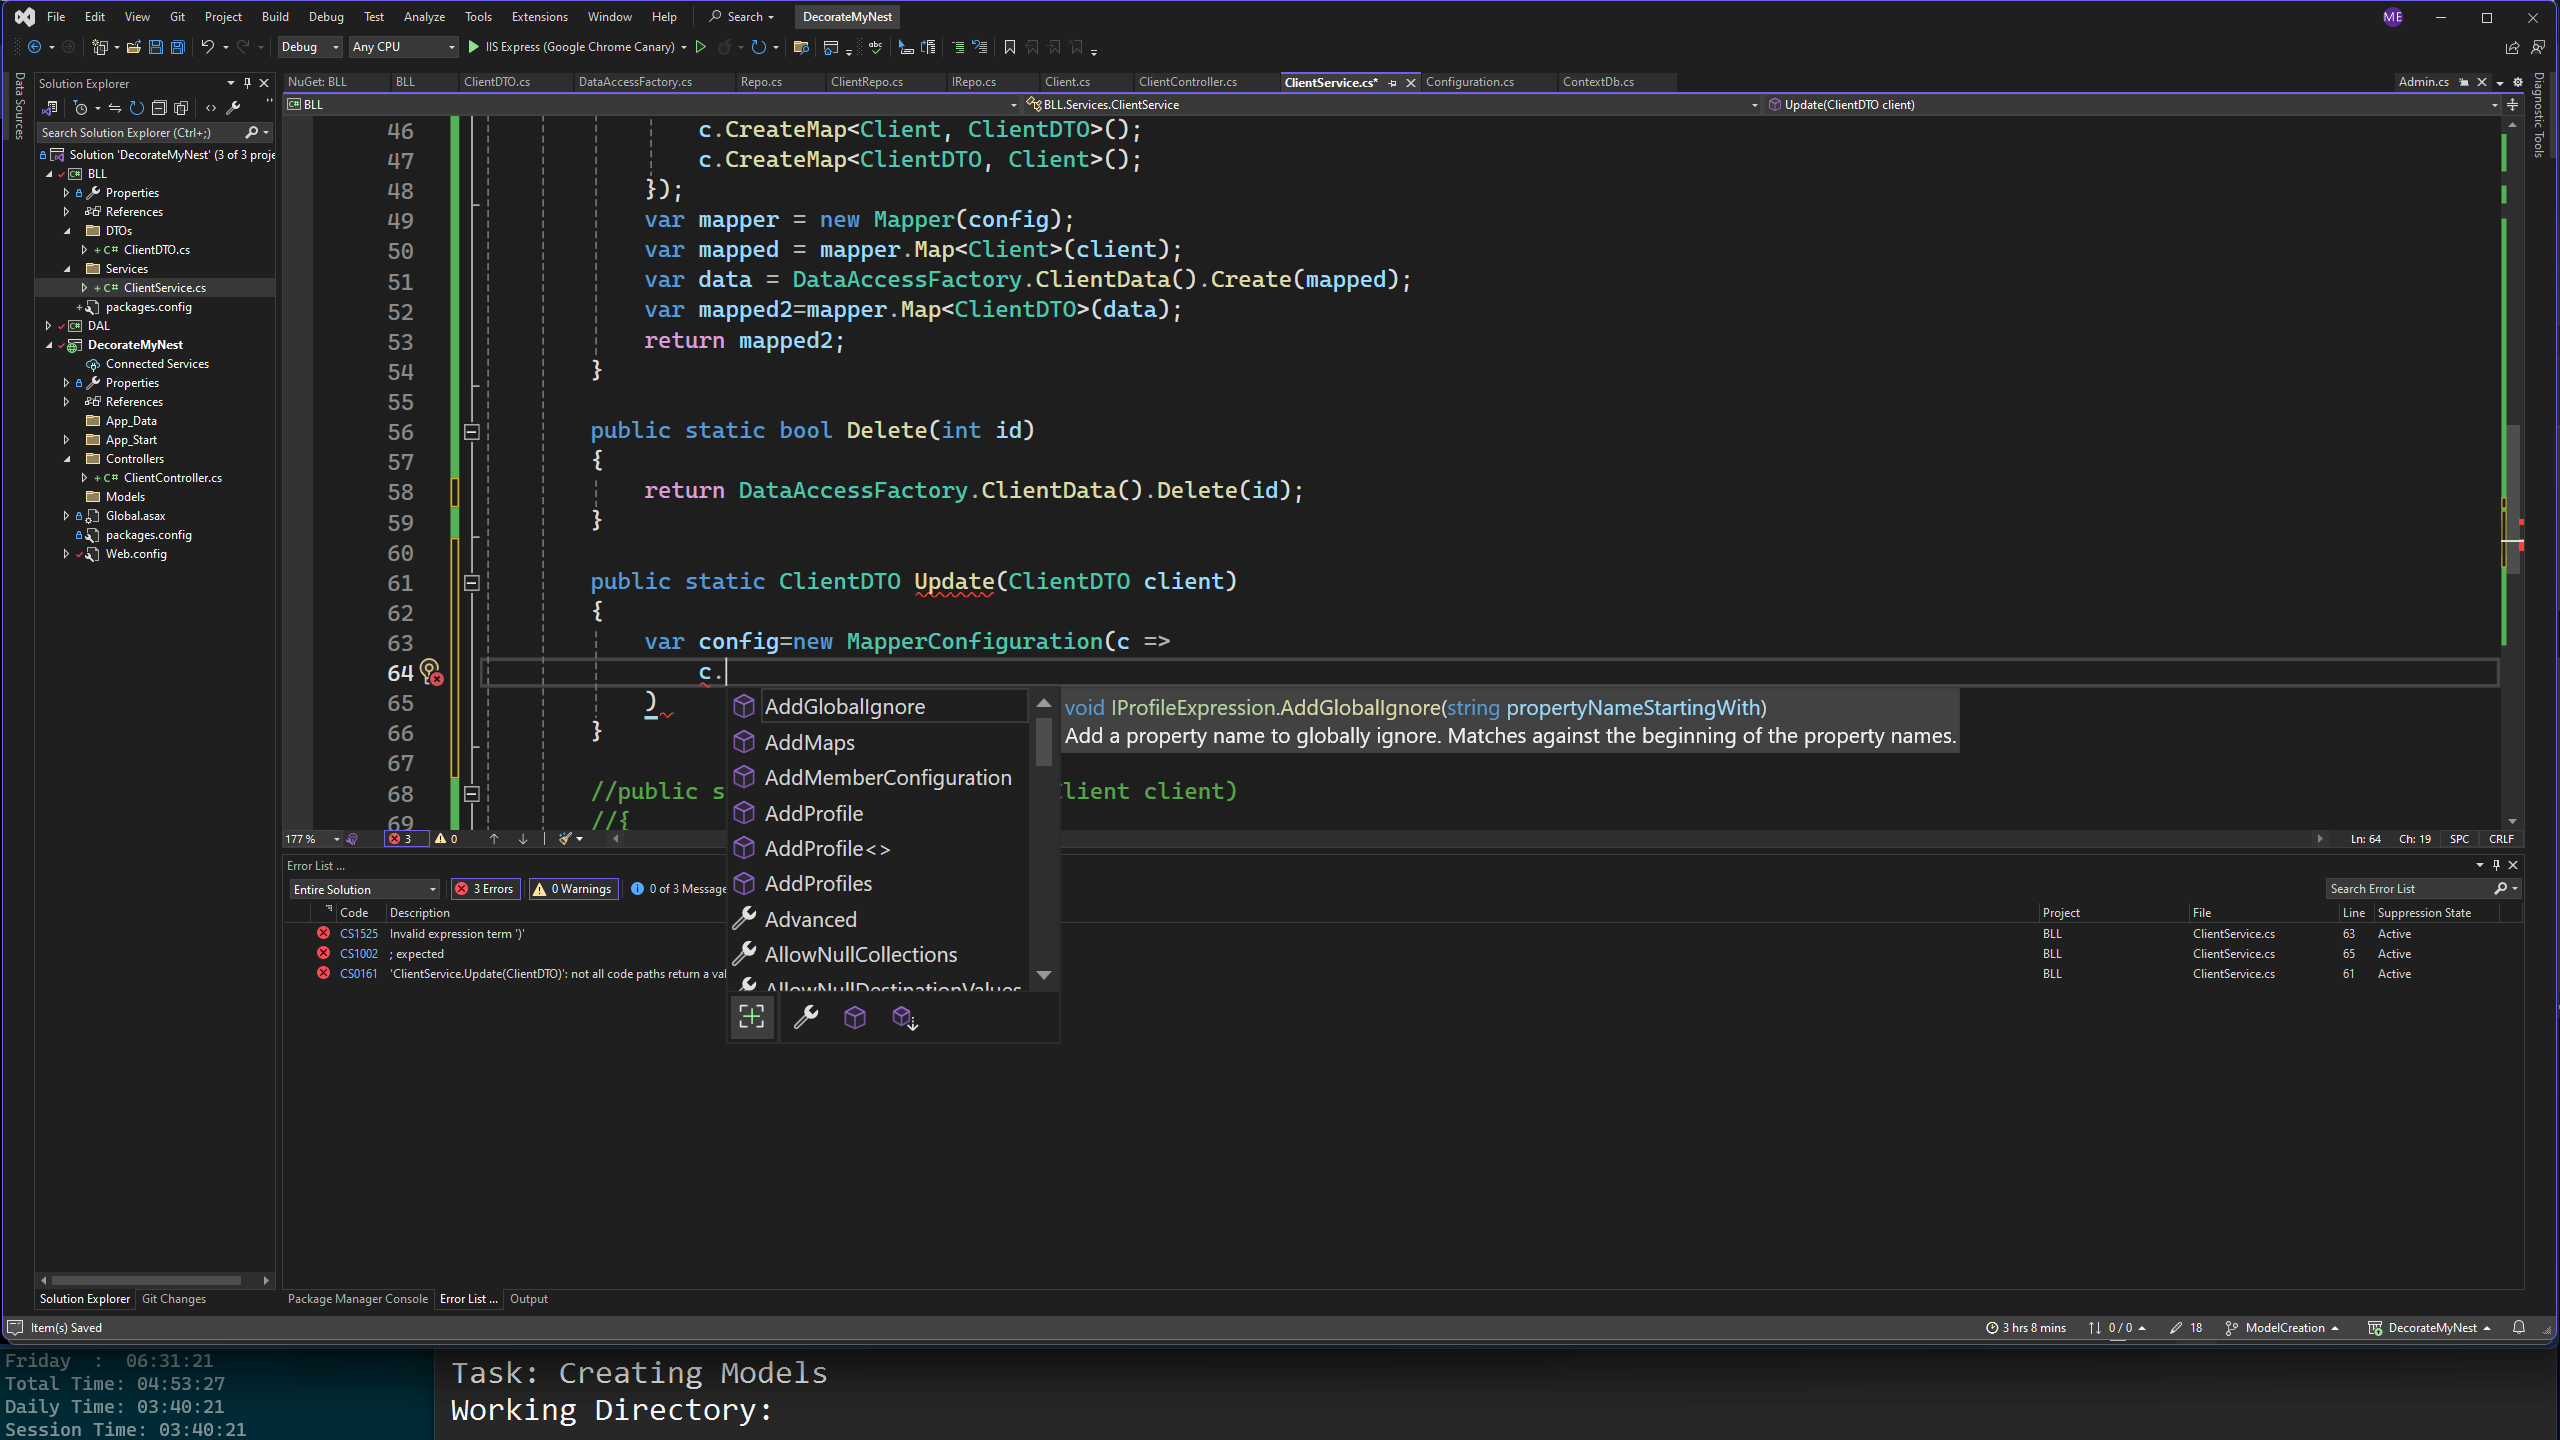 File Edit View Git Project Build Debug Test Analyze Tools Extensions Window Help Search DecorateMyNest ME
Debug Any CPU IIS Express (Google Chrome Canary)
Data Sources
Solution Explorer
Search Solution Explorer (Ctrl+;)
Solution 'DecorateMyNest' (3 of 3 proje
BLL
Properties
References
DTOs
ClientDTO.cs
Services
ClientService.cs
packages.config
DAL
DecorateMyNest
Connected Services
Properties
References
App_Data
App_Start
Controllers
ClientController.cs
Models
Global.asax
packages.config
Web.config
NuGet: BLL BLL ClientDTO.cs DataAccessFactory.cs Repo.cs ClientRepo.cs IRepo.cs Client.cs ClientController.cs ClientService.cs* Configuration.cs ContextDb.cs Admin.cs
Diagnostic Tools
BLL BLL.Services.ClientService Update(ClientDTO client)
46 c.CreateMap<Client, ClientDTO>();
47 c.CreateMap<ClientDTO, Client>();
48 });
49 var mapper = new Mapper(config);
50 var mapped = mapper.Map<Client>(client);
51 var data = DataAccessFactory.ClientData().Create(mapped);
52 var mapped2=mapper.Map<ClientDTO>(data);
53 return mapped2;
54 }
55
56 public static bool Delete(int id)
57 {
58 return DataAccessFactory.ClientData().Delete(id);
59 }
60
61 public static ClientDTO Update(ClientDTO client)
62 {
63 var config=new MapperConfiguration(c =>
64 c.
65 )
66 }
67
68 //public s Client client)
69 //{
AddGlobalIgnore
AddMaps
AddMemberConfiguration
AddProfile
AddProfile<>
AddProfiles
Advanced
AllowNullCollections
AllowNullDestinationValues
void IProfileExpression.AddGlobalIgnore(string propertyNameStartingWith)
Add a property name to globally ignore. Matches against the beginning of the property names.
177 % 3 0 Ln: 64 Ch: 19 SPC CRLF
Error List ...
Entire Solution 3 Errors 0 Warnings 0 of 3 Message Search Error List
Code Description Project File Line Suppression State
CS1525 Invalid expression term ')' BLL ClientService.cs 63 Active
CS1002 ; expected BLL ClientService.cs 65 Active
CS0161 'ClientService.Update(ClientDTO)': not all code paths return a val BLL ClientService.cs 61 Active
Solution Explorer Git Changes Package Manager Console Error List ... Output
Item(s) Saved 3 hrs 8 mins 0 / 0 18 ModelCreation DecorateMyNest
Friday : 06:31:21
Total Time: 04:53:27
Daily Time: 03:40:21
Session Time: 03:40:21
Task: Creating Models
Working Directory: